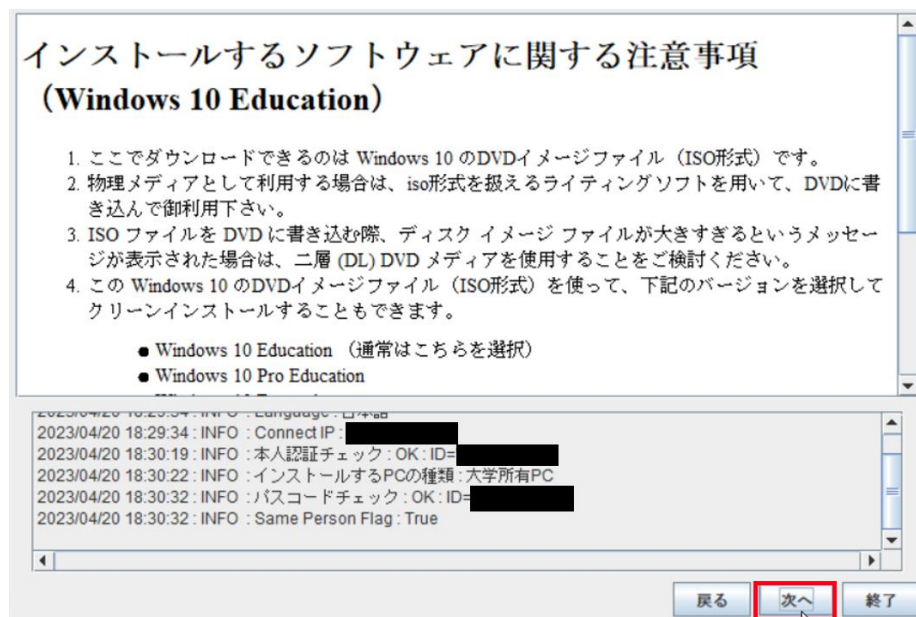 インストールするソフトウェアに関する注意事項
（Windows 10 Education）
1. ここでダウンロードできるのは Windows 10 のDVDイメージファイル（ISO形式）です。
2. 物理メディアとして利用する場合は、iso形式を扱えるライティングソフトを用いて、DVDに書
き込んで御利用下さい。
3. ISO ファイルを DVD に書き込む際、ディスク イメージ ファイルが大きすぎるというメッセー
ジが表示された場合は、二層 (DL) DVD メディアを使用することをご検討ください。
4. この Windows 10 のDVDイメージファイル（ISO形式）を使って、下記のバージョンを選択して
クリーンインストールすることもできます。
● Windows 10 Education （通常はこちらを選択）
● Windows 10 Pro Education
2023/04/20 18:29:34 : INFO : Language : 日本語
2023/04/20 18:29:34 : INFO : Connect IP :
2023/04/20 18:30:19 : INFO : 本人認証チェック : OK : ID=
2023/04/20 18:30:22 : INFO : インストールするPCの種類 : 大学所有PC
2023/04/20 18:30:32 : INFO : パスコードチェック : OK : ID=
2023/04/20 18:30:32 : INFO : Same Person Flag : True
戻る 次へ 終了